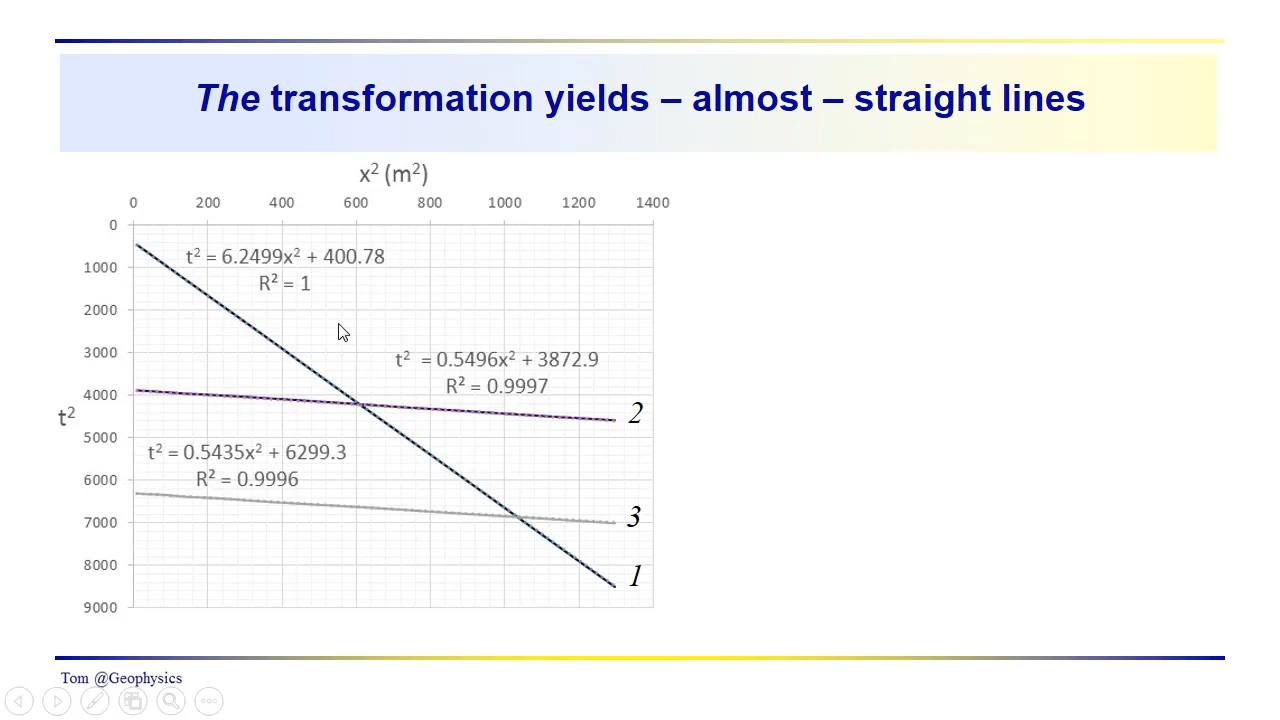 The transformation yields – almost – straight lines
x² (m²)
0 200 400 600 800 1000 1200 1400
0
t² = 6.2499x² + 400.78
1000
R² = 1
2000
3000
t² = 0.5496x² + 3872.9
R² = 0.9997
4000
2
t²
5000
t² = 0.5435x² + 6299.3
R² = 0.9996
6000
3
7000
8000
1
9000
Tom @Geophysics